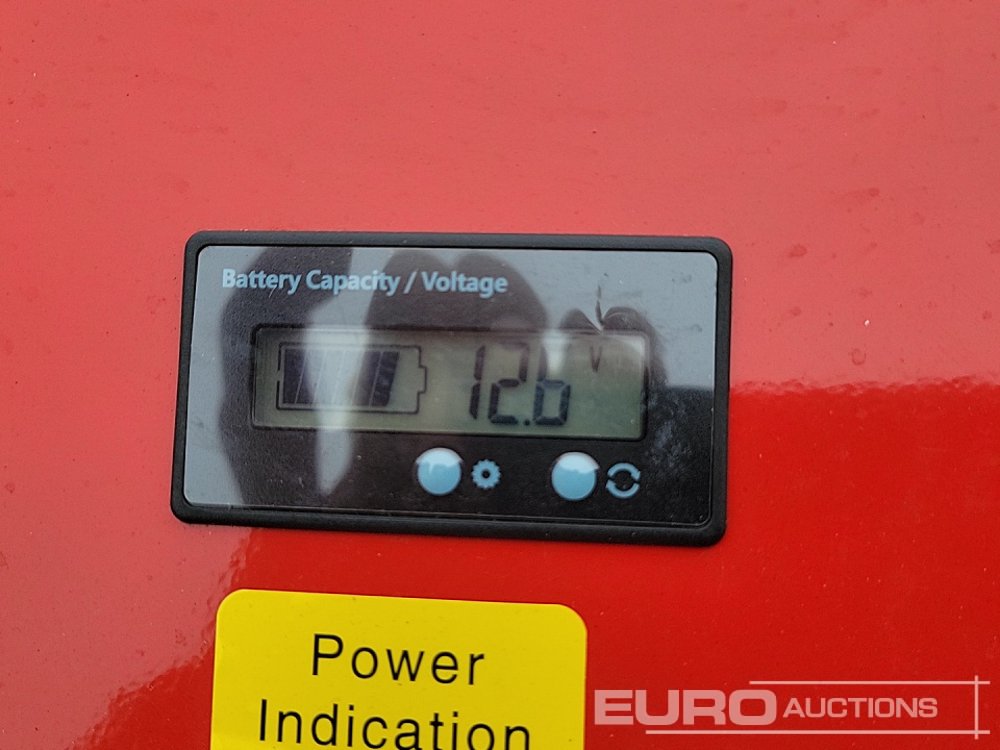 Battery Capacity / Voltage
12.6 V
Power
Indication
EURO AUCTIONS